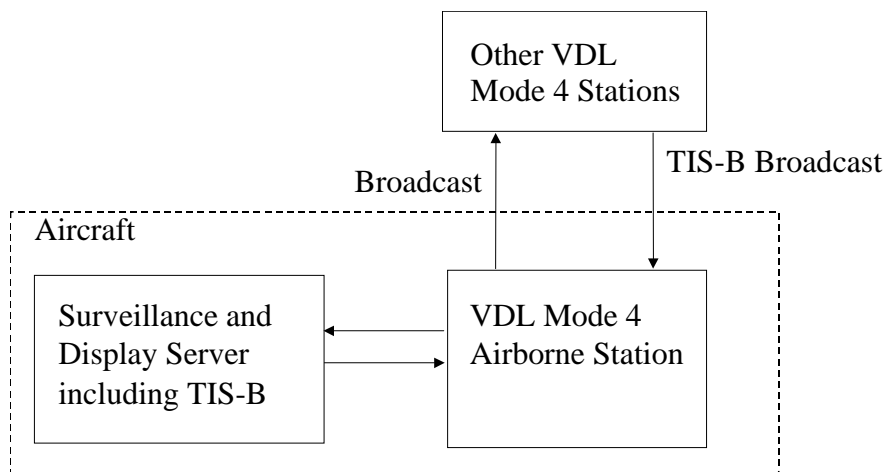 Other VDL
Mode 4 Stations
Broadcast
TIS-B Broadcast
Aircraft
Surveillance and
Display Server
including TIS-B
VDL Mode 4
Airborne Station